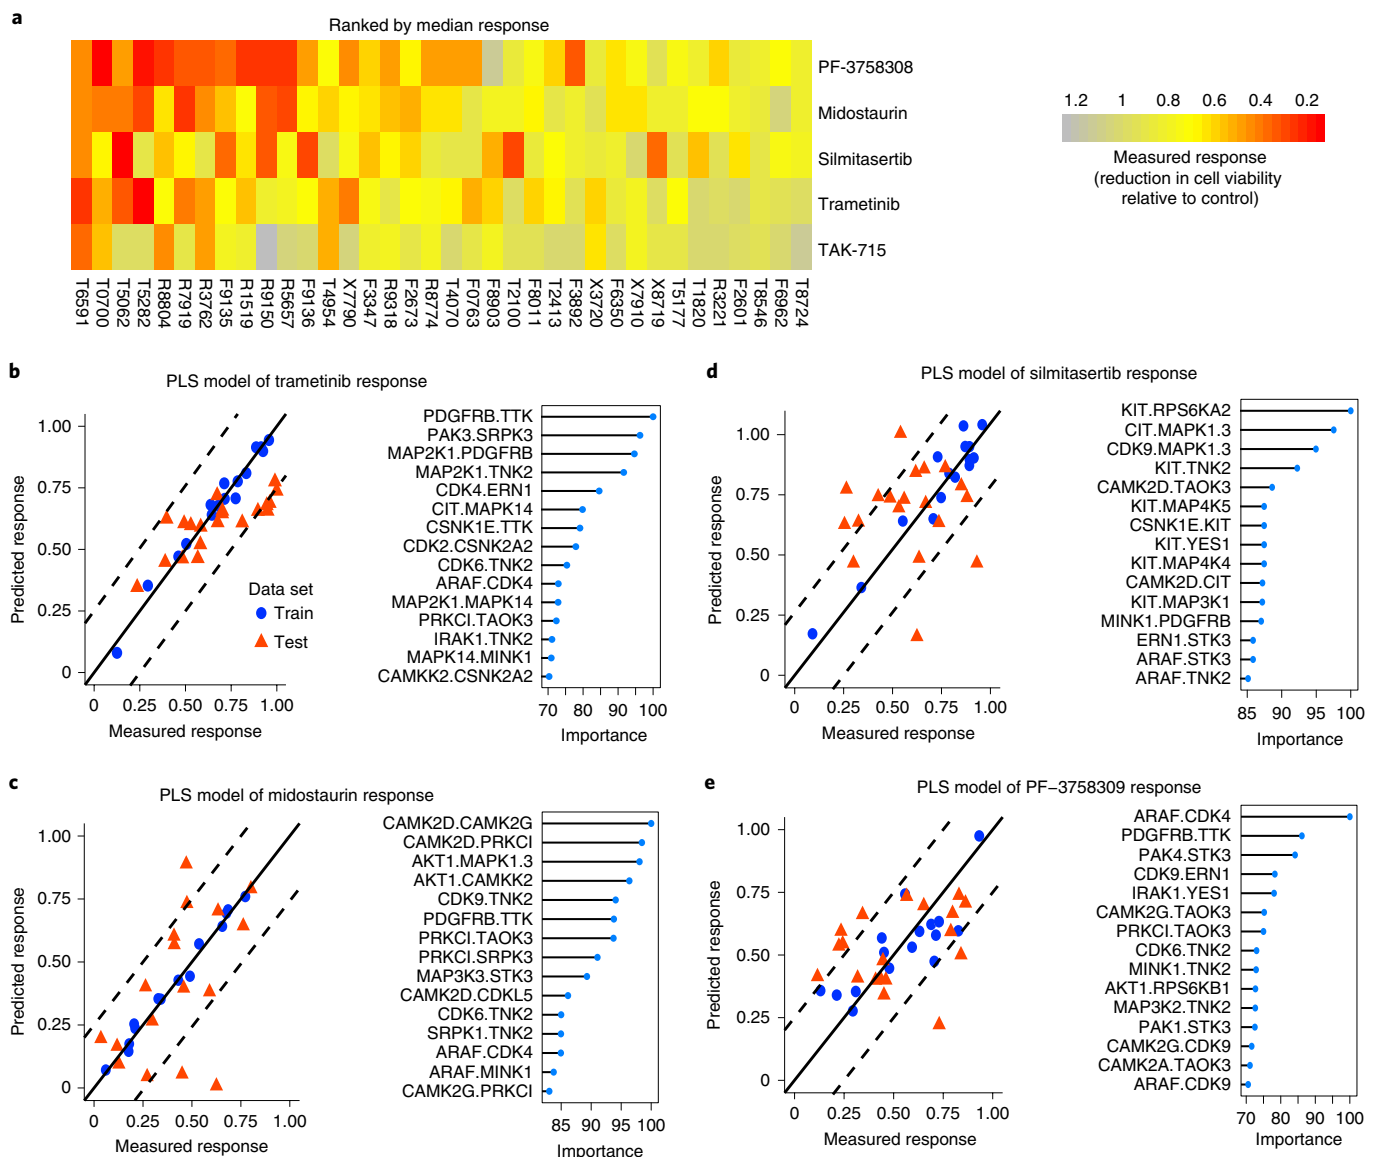 a
Ranked by median response
PF-3758308
Midostaurin
Silmitasertib
Trametinib
TAK-715
1.2 1 0.8 0.6 0.4 0.2
Measured response
(reduction in cell viability
relative to control)
T6591 T0700 T5062 T5282 R8804 R7919 R3762 F9135 R1519 R9150 R5657 F9136 T4954 X7790 F3347 R9318 F2673 R8774 T4070 F0763 F8903 T2100 F8011 T2413 F3892 X3720 F6350 X7910 X8719 T5177 T1820 R3221 F2601 T8546 F6962 T8724
b
PLS model of trametinib response
Predicted response
1.00
0.75
0.50
0.25
0
0 0.25 0.50 0.75 1.00
Measured response
Data set
Train
Test
PDGFRB.TTK
PAK3.SRPK3
MAP2K1.PDGFRB
MAP2K1.TNK2
CDK4.ERN1
CIT.MAPK14
CSNK1E.TTK
CDK2.CSNK2A2
CDK6.TNK2
ARAF.CDK4
MAP2K1.MAPK14
PRKCI.TAOK3
IRAK1.TNK2
MAPK14.MINK1
CAMKK2.CSNK2A2
70 80 90 100
Importance
d
PLS model of silmitasertib response
Predicted response
1.00
0.75
0.50
0.25
0
0 0.25 0.50 0.75 1.00
Measured response
KIT.RPS6KA2
CIT.MAPK1.3
CDK9.MAPK1.3
KIT.TNK2
CAMK2D.TAOK3
KIT.MAP4K5
CSNK1E.KIT
KIT.YES1
KIT.MAP4K4
CAMK2D.CIT
KIT.MAP3K1
MINK1.PDGFRB
ERN1.STK3
ARAF.STK3
ARAF.TNK2
85 90 95 100
Importance
c
PLS model of midostaurin response
Predicted response
1.00
0.75
0.50
0.25
0
0 0.25 0.50 0.75 1.00
Measured response
CAMK2D.CAMK2G
CAMK2D.PRKCI
AKT1.MAPK1.3
AKT1.CAMKK2
CDK9.TNK2
PDGFRB.TTK
PRKCI.TAOK3
PRKCI.SRPK3
MAP3K3.STK3
CAMK2D.CDKL5
CDK6.TNK2
SRPK1.TNK2
ARAF.CDK4
ARAF.MINK1
CAMK2G.PRKCI
85 90 95 100
Importance
e
PLS model of PF−3758309 response
Predicted response
1.00
0.75
0.50
0.25
0
0 0.25 0.50 0.75 1.00
Measured response
ARAF.CDK4
PDGFRB.TTK
PAK4.STK3
CDK9.ERN1
IRAK1.YES1
CAMK2G.TAOK3
PRKCI.TAOK3
CDK6.TNK2
MINK1.TNK2
AKT1.RPS6KB1
MAP3K2.TNK2
PAK1.STK3
CAMK2G.CDK9
CAMK2A.TAOK3
ARAF.CDK9
70 80 90 100
Importance